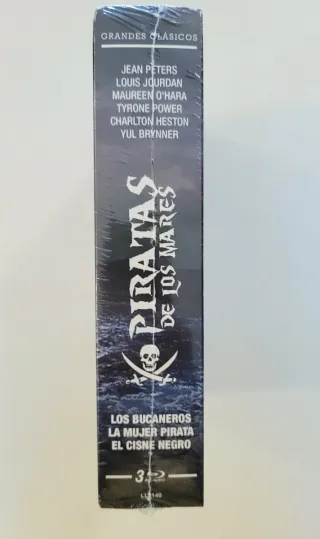 GRANDES CLÁSICOS
JEAN PETERS
LOUIS JOURDAN
MAUREEN O'HARA
TYRONE POWER
CHARLTON HESTON
YUL BRYNNER
PIRATAS
DE LOS MARES
LOS BUCANEROS
LA MUJER PIRATA
EL CISNE NEGRO
3